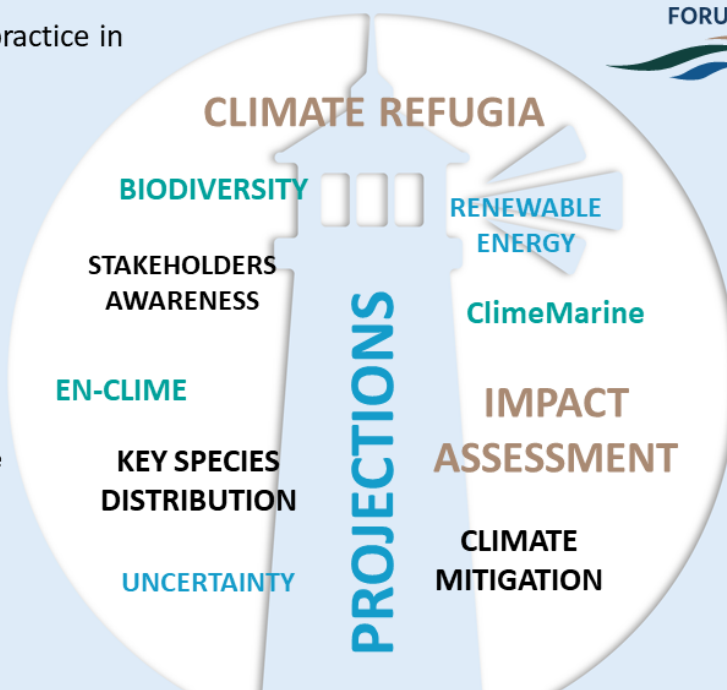 practice in
FORU
CLIMATE REFUGIA
BIODIVERSITY
RENEWABLE
ENERGY
STAKEHOLDERS
AWARENESS
ClimeMarine
PROJECTIONS
EN-CLIME
IMPACT
ASSESSMENT
KEY SPECIES
DISTRIBUTION
CLIMATE
MITIGATION
UNCERTAINTY